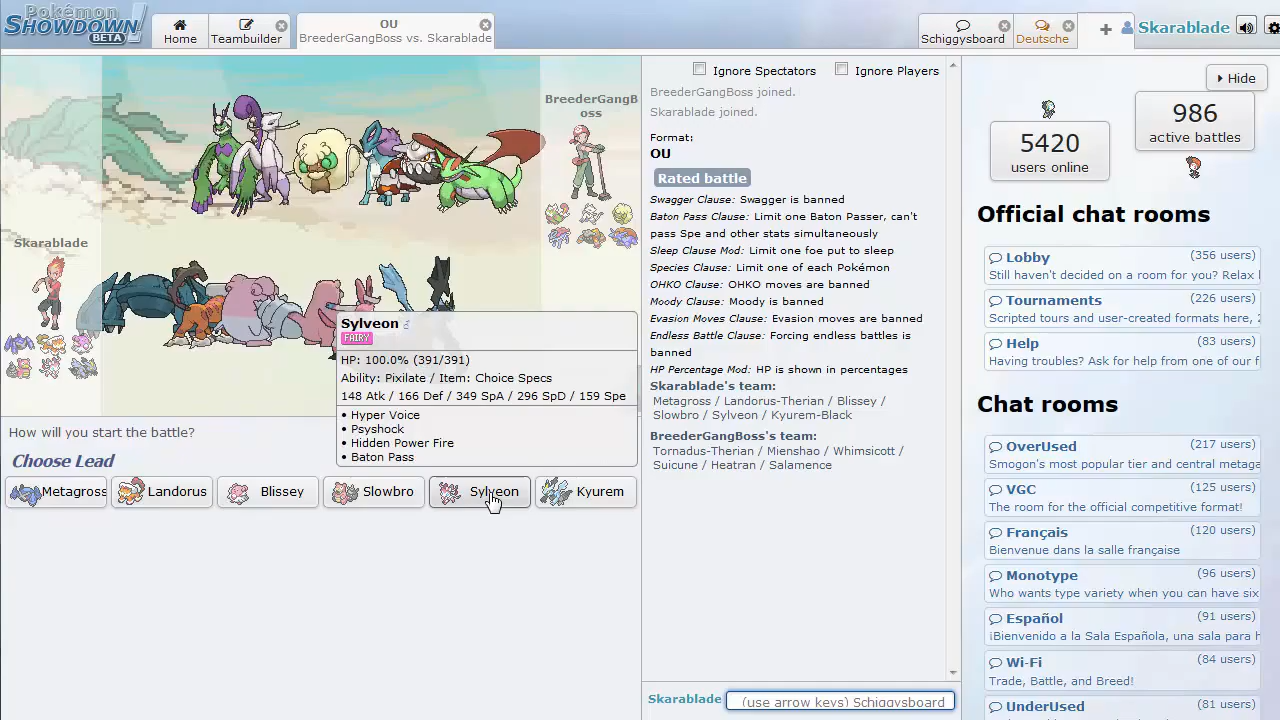 Pokémon
SHOWDOWN!
BETA
Home
Teambuilder
OU
BreederGangBoss vs. Skarablade
Schiggysboard
Deutsche
Skarablade
BreederGangB
oss
Skarablade
Sylveon ♂
FAIRY
HP: 100.0% (391/391)
Ability: Pixilate / Item: Choice Specs
148 Atk / 166 Def / 349 SpA / 296 SpD / 159 Spe
• Hyper Voice
• Psyshock
• Hidden Power Fire
• Baton Pass
How will you start the battle?
Choose Lead
Metagross
Landorus
Blissey
Slowbro
Sylveon
Kyurem
Ignore Spectators
Ignore Players
BreederGangBoss joined.
Skarablade joined.
Format:
OU
Rated battle
Swagger Clause: Swagger is banned
Baton Pass Clause: Limit one Baton Passer, can't
pass Spe and other stats simultaneously
Sleep Clause Mod: Limit one foe put to sleep
Species Clause: Limit one of each Pokémon
OHKO Clause: OHKO moves are banned
Moody Clause: Moody is banned
Evasion Moves Clause: Evasion moves are banned
Endless Battle Clause: Forcing endless battles is
banned
HP Percentage Mod: HP is shown in percentages
Skarablade's team:
Metagross / Landorus-Therian / Blissey /
Slowbro / Sylveon / Kyurem-Black
BreederGangBoss's team:
Tornadus-Therian / Mienshao / Whimsicott /
Suicune / Heatran / Salamence
Skarablade
(use arrow keys) Schiggysboard
Hide
5420
users online
986
active battles
Official chat rooms
Lobby
(356 users)
Still haven't decided on a room for you? Relax
Tournaments
(226 users)
Scripted tours and user-created formats here, 2
Help
(83 users)
Having troubles? Ask for help from one of our f
Chat rooms
OverUsed
(217 users)
Smogon's most popular tier and central metaga
VGC
(125 users)
The room for the official competitive format!
Français
(120 users)
Bienvenue dans la salle française
Monotype
(96 users)
Who wants type variety when you can have six
Español
(91 users)
¡Bienvenido a la Sala Española, una sala para h
Wi-Fi
(84 users)
Trade, Battle, and Breed!
UnderUsed
(81 users)